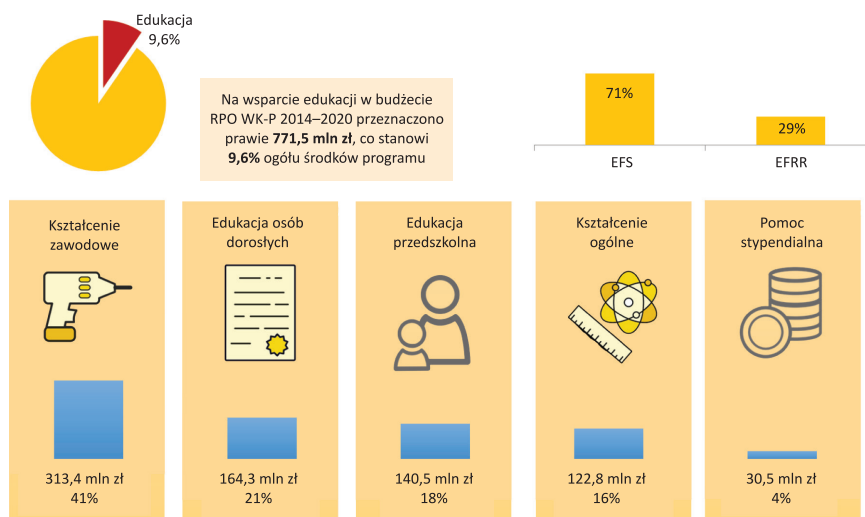 Edukacja
9,6%
Na wsparcie edukacji w budżecie
RPO WK-P 2014–2020 przeznaczono
prawie 771,5 mln zł, co stanowi
9,6% ogółu środków programu
71%
29%
EFS
EFRR
Kształcenie
zawodowe
313,4 mln zł
41%
Edukacja osób
dorosłych
164,3 mln zł
21%
Edukacja
przedszkolna
140,5 mln zł
18%
Kształcenie
ogólne
122,8 mln zł
16%
Pomoc
stypendialna
30,5 mln zł
4%